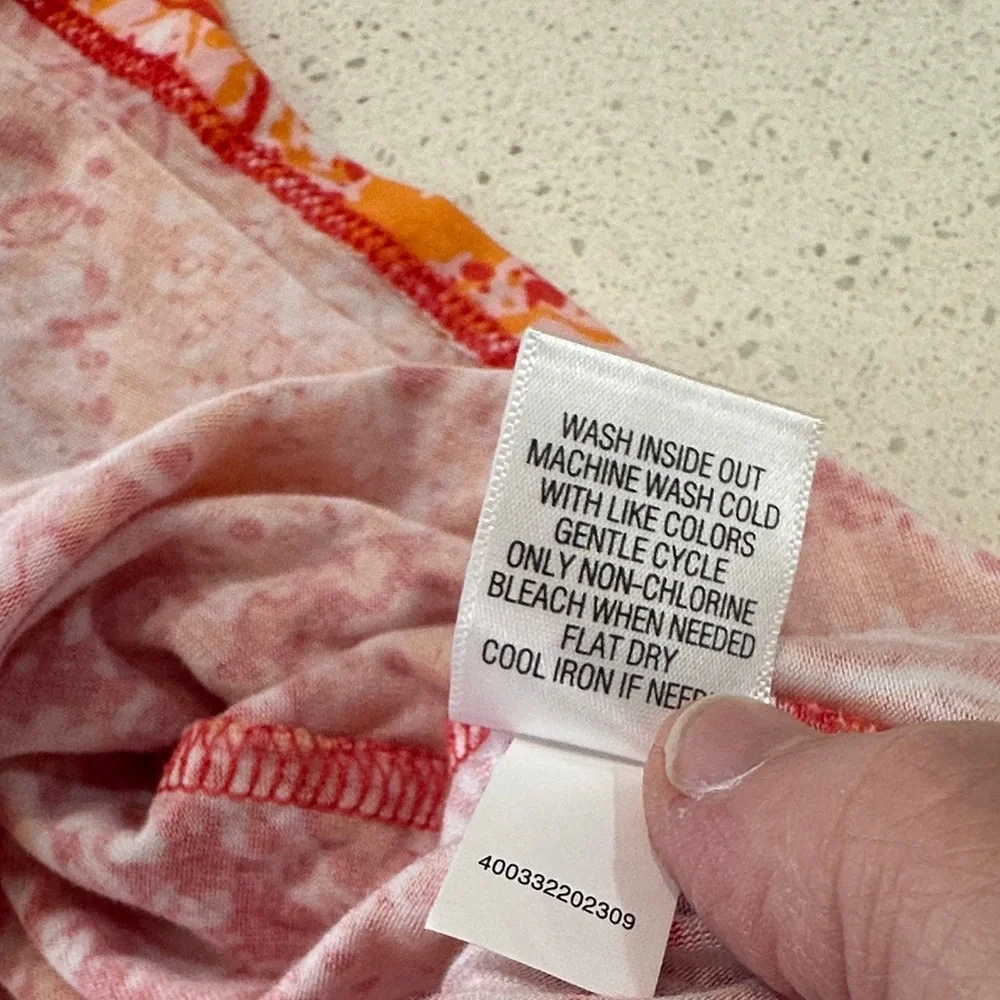 WASH INSIDE OUT
MACHINE WASH COLD
WITH LIKE COLORS
GENTLE CYCLE
ONLY NON-CHLORINE
BLEACH WHEN NEEDED
FLAT DRY
COOL IRON IF
400332202309